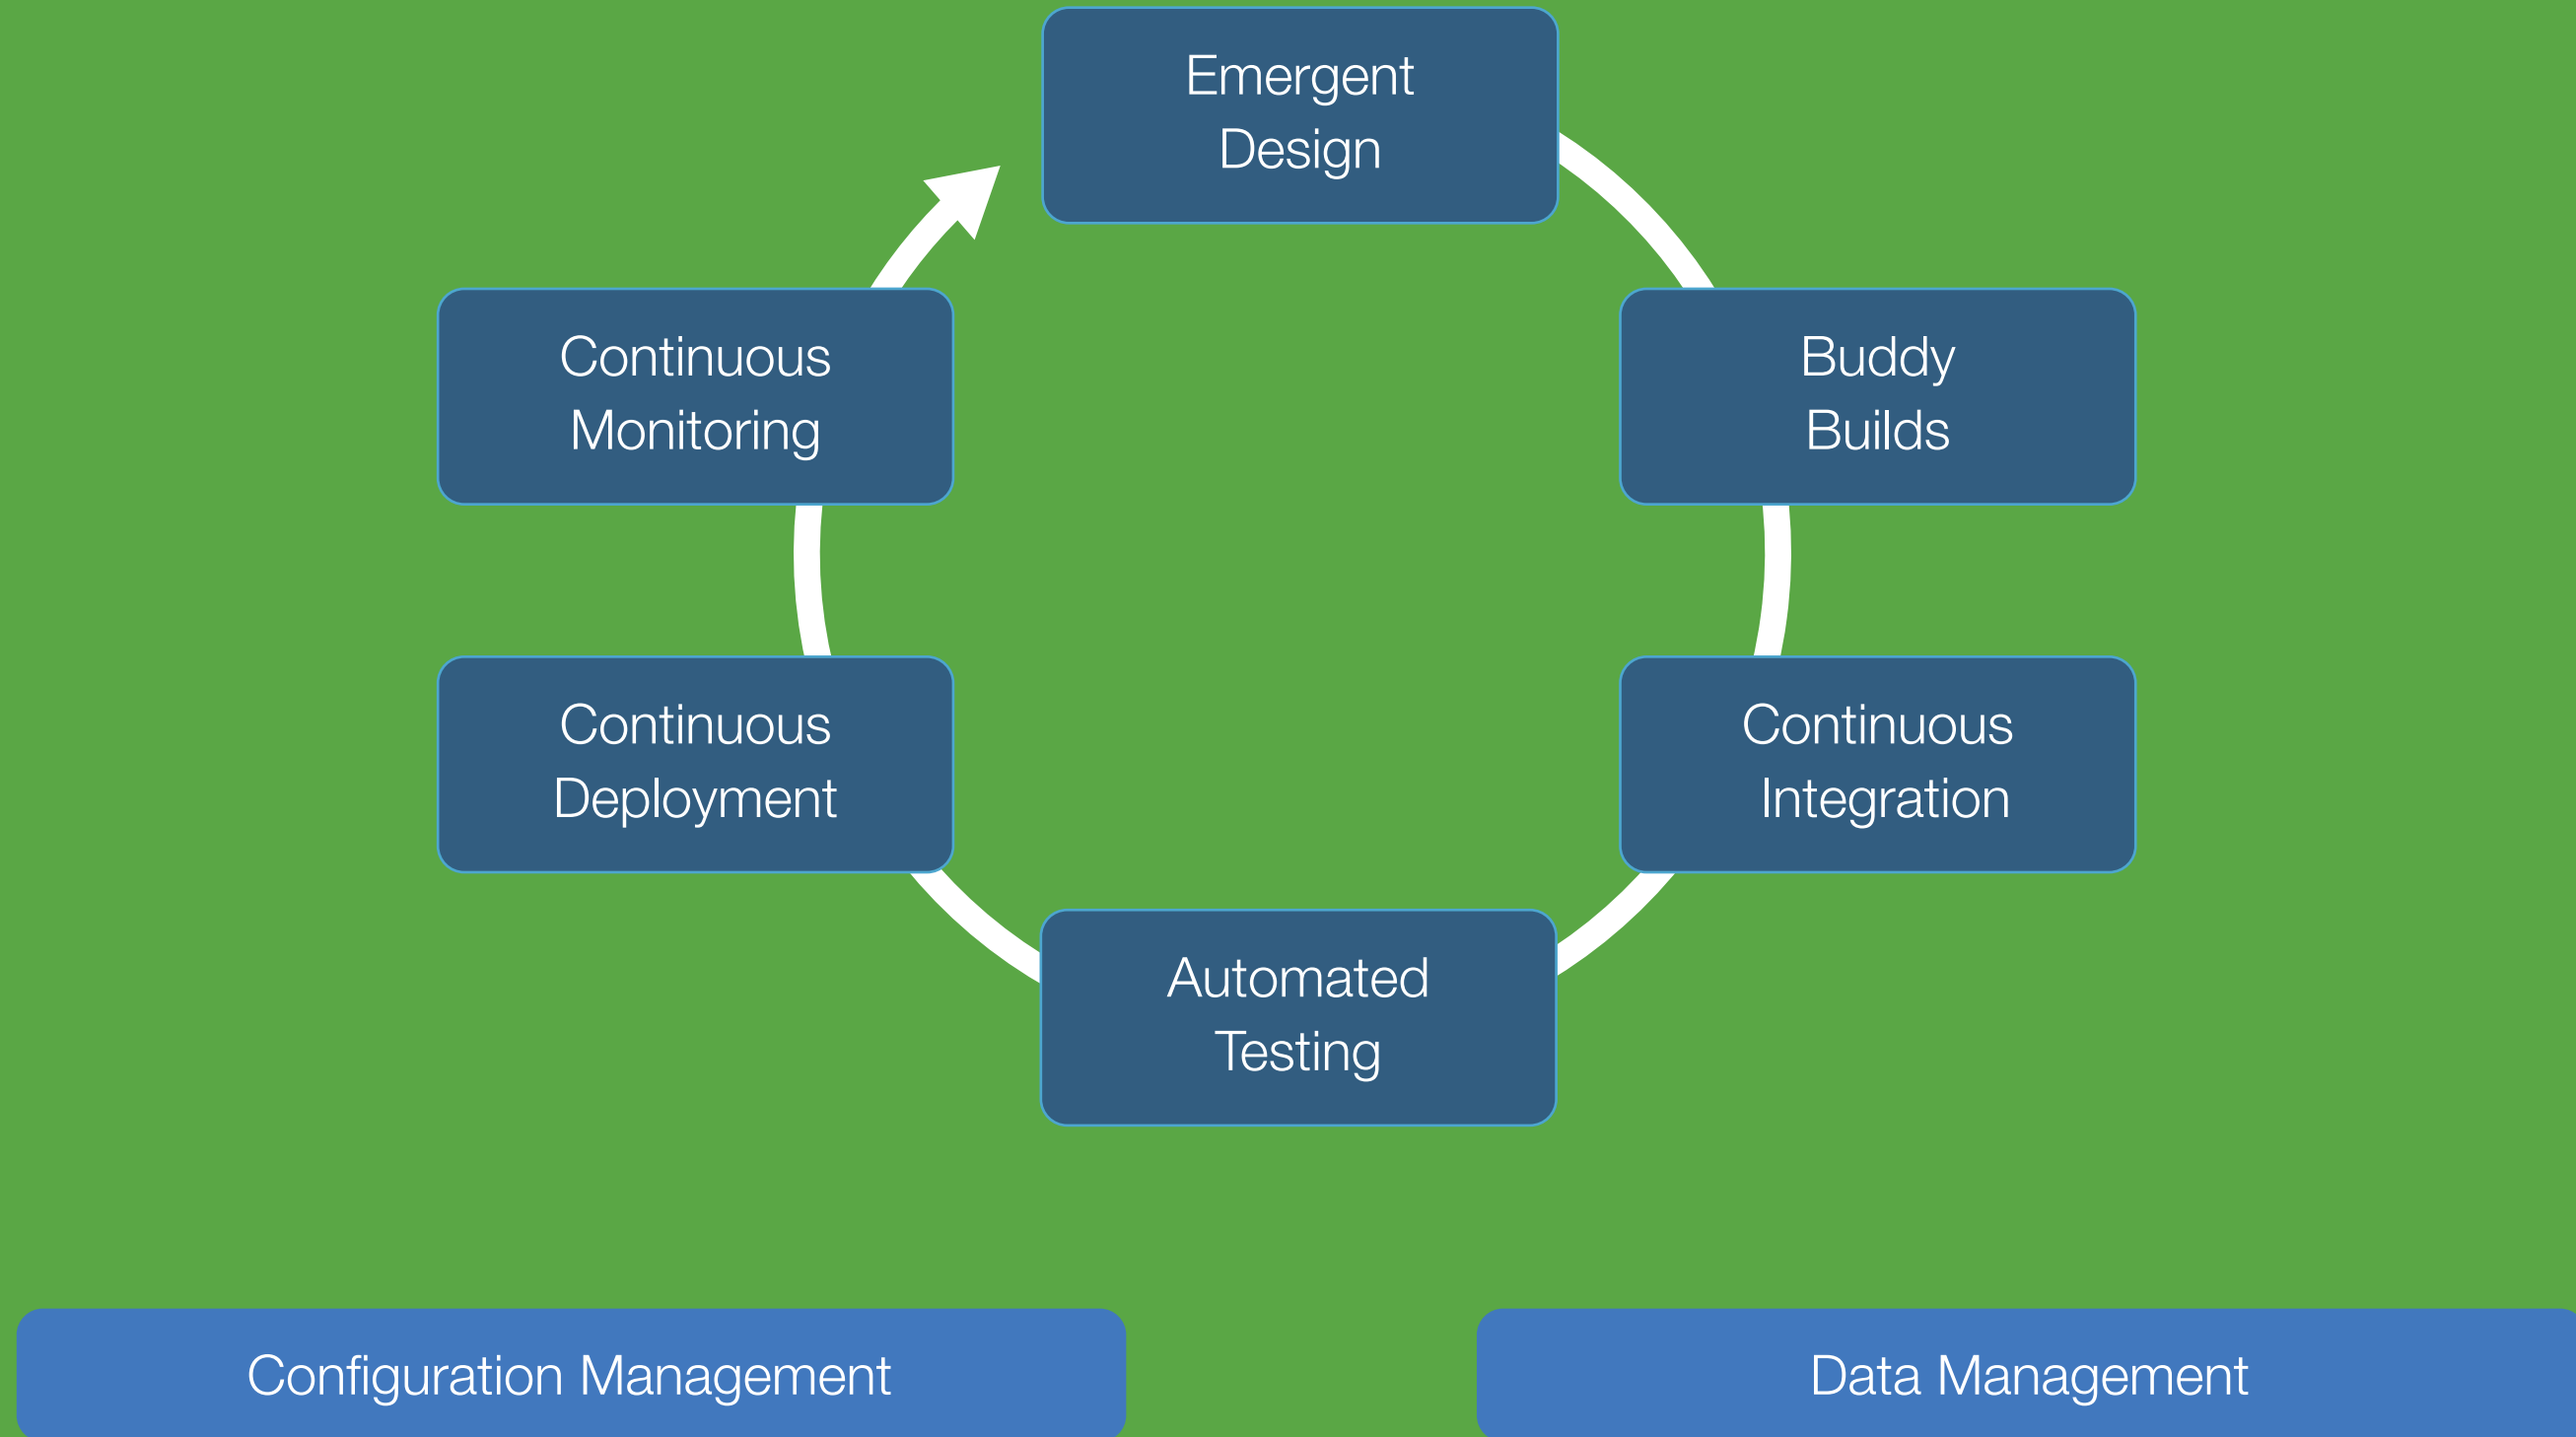 Emergent
Design
Buddy
Builds
Continuous
Integration
Automated
Testing
Continuous
Deployment
Continuous
Monitoring
Configuration Management
Data Management